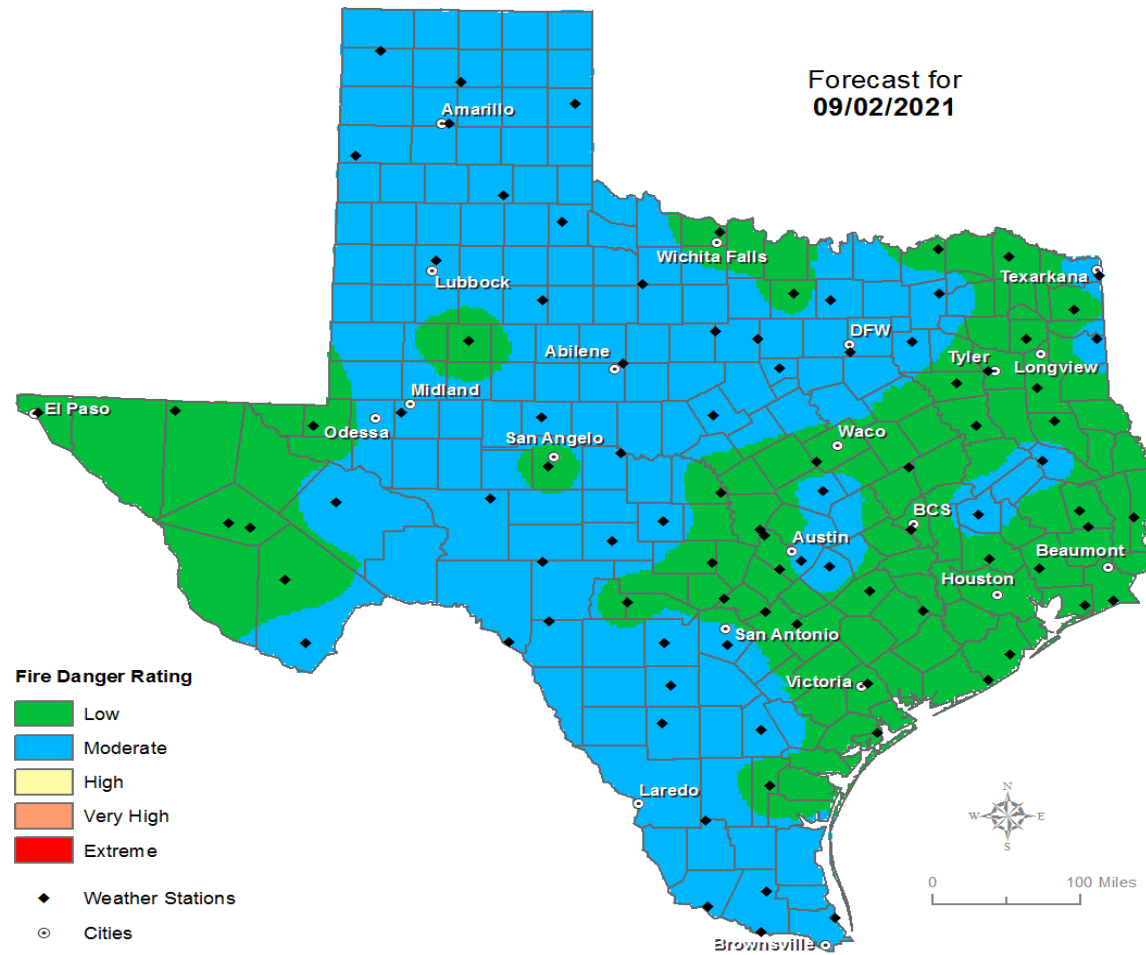 Forecast for
09/02/2021
Amarillo
Wichita Falls
Texarkana
Lubbock
DFW
Abilene
Tyler
Longview
Midland
El Paso
Odessa
San Angelo
Waco
BCS
Austin
Beaumont
Houston
San Antonio
Victoria
Laredo
Brownsville
Fire Danger Rating
Low
Moderate
High
Very High
Extreme
Weather Stations
Cities
N
W E
S
0 100 Miles